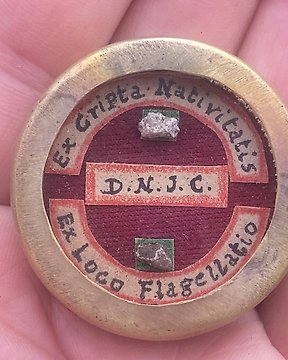 Ex Cripta Nativitatis
D.N.J.C.
Ex Loco Flagellatio